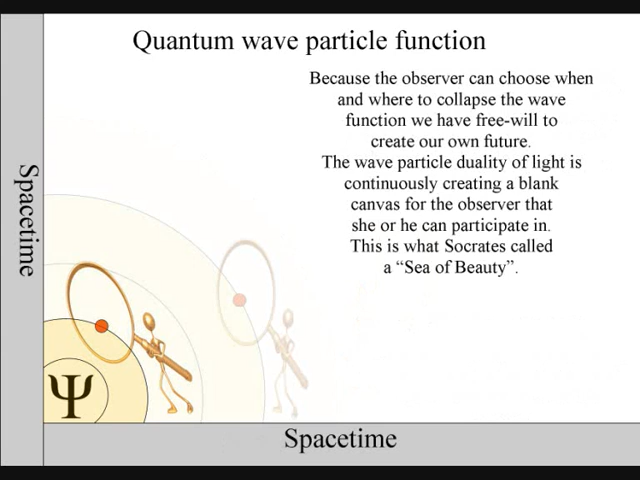 Quantum wave particle function
Because the observer can choose when
and where to collapse the wave
function we have free-will to
create our own future.
The wave particle duality of light is
continuously creating a blank
canvas for the observer that
she or he can participate in.
This is what Socrates called
a “Sea of Beauty”.
Spacetime
Ψ
Spacetime